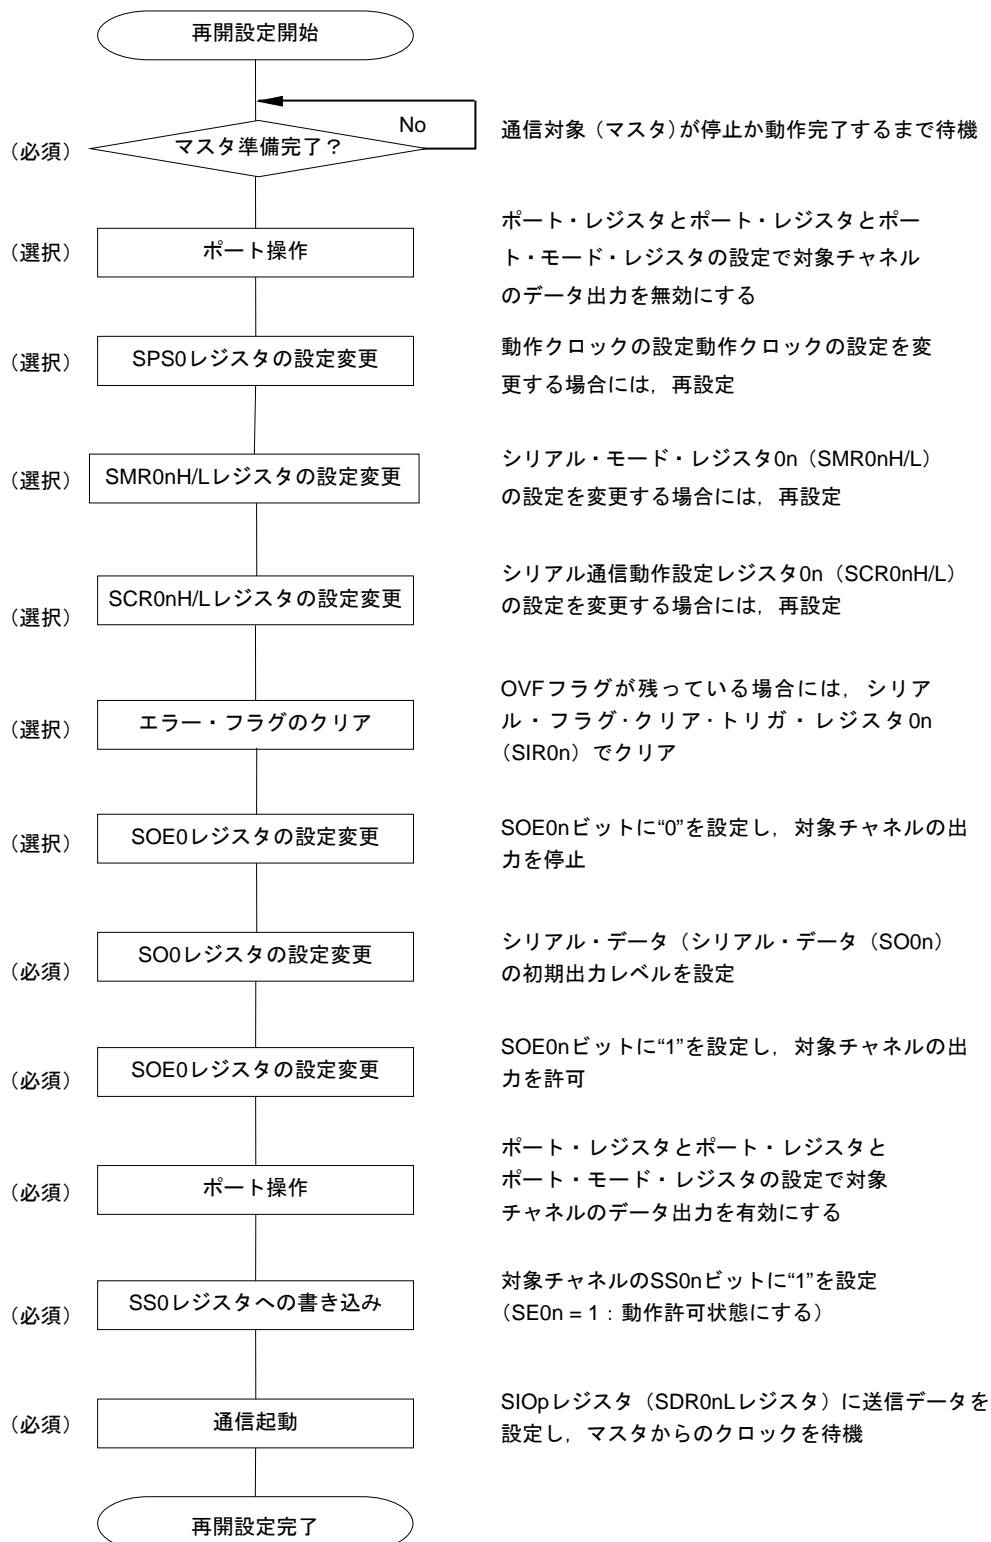 再開設定開始
No
通信対象（マスタ）が停止か動作完了するまで待機
（必須）
マスタ準備完了？
（選択）
ポート操作
ポート・レジスタとポート・レジスタとポー
ト・モード・レジスタの設定で対象チャネル
のデータ出力を無効にする
（選択）
SPS0レジスタの設定変更
動作クロックの設定動作クロックの設定を変
更する場合には，再設定
（選択）
SMR0nH/Lレジスタの設定変更
シリアル・モード・レジスタ0n（SMR0nH/L）
の設定を変更する場合には，再設定
（選択）
SCR0nH/Lレジスタの設定変更
シリアル通信動作設定レジスタ0n（SCR0nH/L）
の設定を変更する場合には，再設定
（選択）
エラー・フラグのクリア
OVFフラグが残っている場合には，シリア
ル・フラグ・クリア・トリガ・レジスタ0n
（SIR0n）でクリア
（選択）
SOE0レジスタの設定変更
SOE0nビットに“0”を設定し，対象チャネルの出
力を停止
（必須）
SO0レジスタの設定変更
シリアル・データ（シリアル・データ（SO0n）
の初期出力レベルを設定
（必須）
SOE0レジスタの設定変更
SOE0nビットに“1”を設定し，対象チャネルの出
力を許可
（必須）
ポート操作
ポート・レジスタとポート・レジスタと
ポート・モード・レジスタの設定で対象
チャネルのデータ出力を有効にする
（必須）
SS0レジスタへの書き込み
対象チャネルのSS0nビットに“1”を設定
（SE0n = 1：動作許可状態にする）
（必須）
通信起動
SIOpレジスタ（SDR0nLレジスタ）に送信データを
設定し，マスタからのクロックを待機
再開設定完了